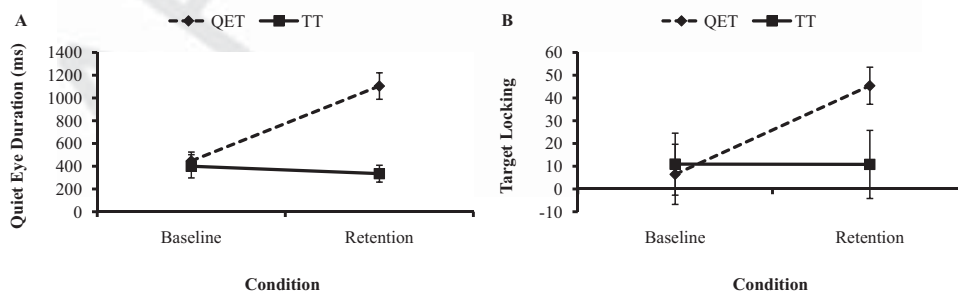 A
QET TT
Quiet Eye Duration (ms)
1400
1200
1000
800
600
400
200
0
Baseline Retention
Condition
B
QET TT
Target Locking
60
50
40
30
20
10
0
-10
Baseline Retention
Condition